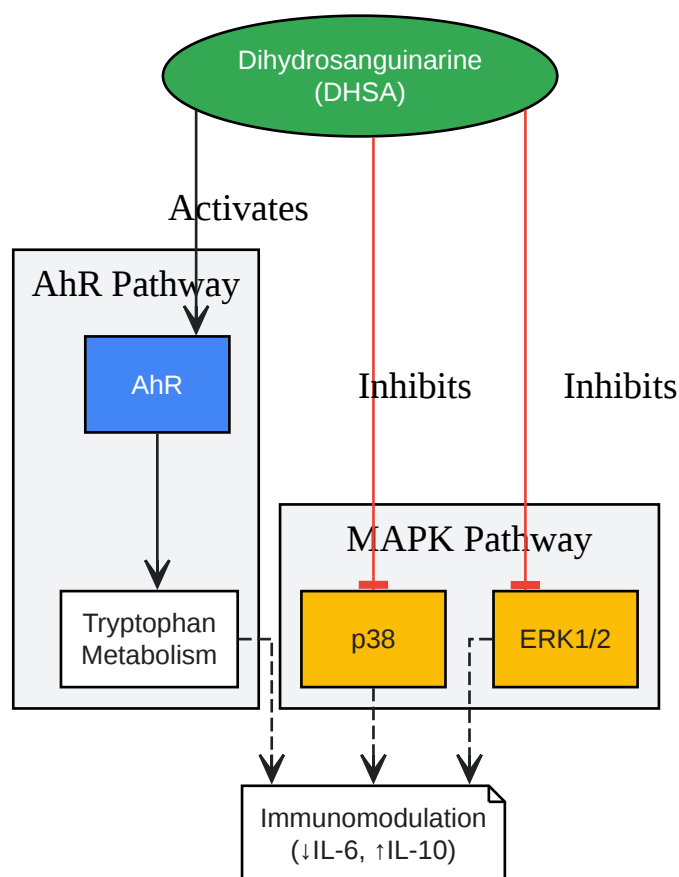 Dihydrosanguinarine
(DHSA)
Activates
AhR Pathway
AhR
Inhibits
Inhibits
MAPK Pathway
Tryptophan
Metabolism
p38
ERK1/2
Immunomodulation
(↓IL-6, ↑IL-10)